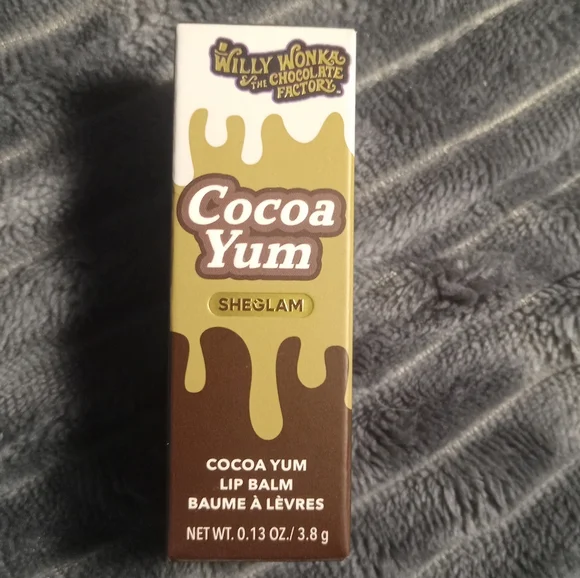 WILLY WONKA
& THE CHOCOLATE
FACTORY™
Cocoa
Yum
SHEGLAM
COCOA YUM
LIP BALM
BAUME À LÈVRES
NET WT. 0.13 OZ./ 3.8 g